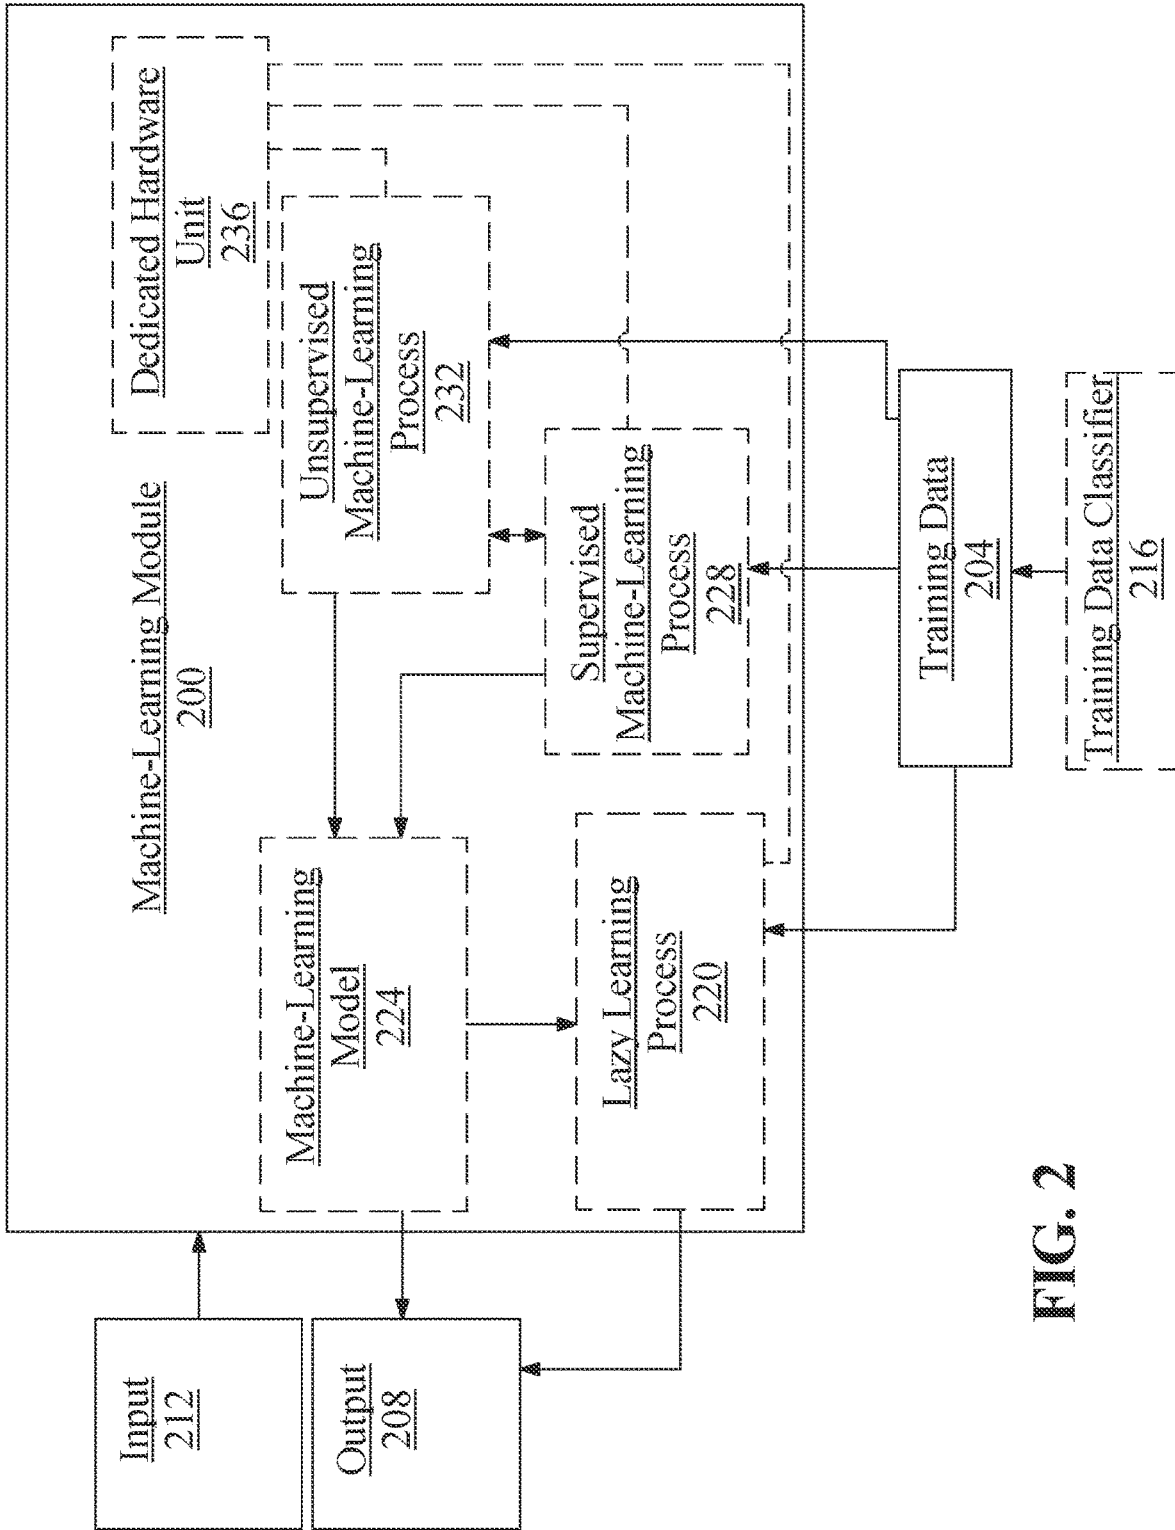 Machine-Learning Module
200
Dedicated Hardware
Unit
236
Input
212
Output
208
Machine-Learning
Model
224
Unsupervised
Machine-Learning
Process
232
Lazy Learning
Process
220
Supervised
Machine-Learning
Process
228
Training Data
204
Training Data Classifier
216
FIG. 2